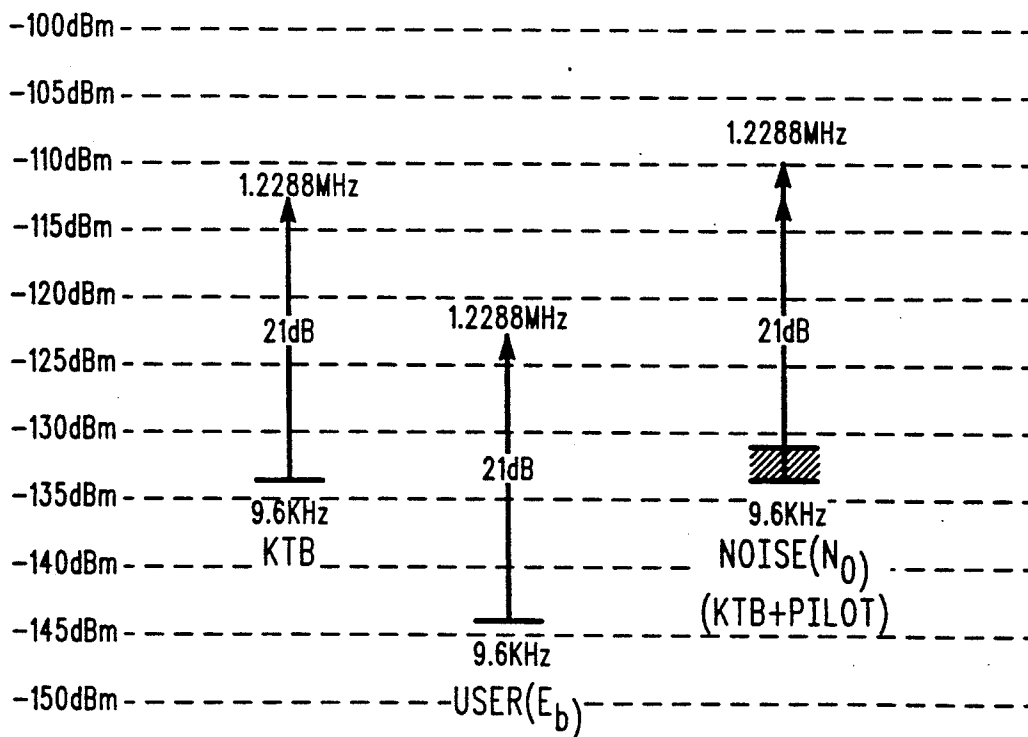 -100dBm
-105dBm
1.2288MHz
-110dBm
1.2288MHz
-115dBm
-120dBm
1.2288MHz
21dB
21dB
-125dBm
-130dBm
21dB
-135dBm
9.6KHz
9.6KHz
KTB
NOISE(N0)
-140dBm
(KTB+PILOT)
-145dBm
9.6KHz
-150dBm
USER(Eb)